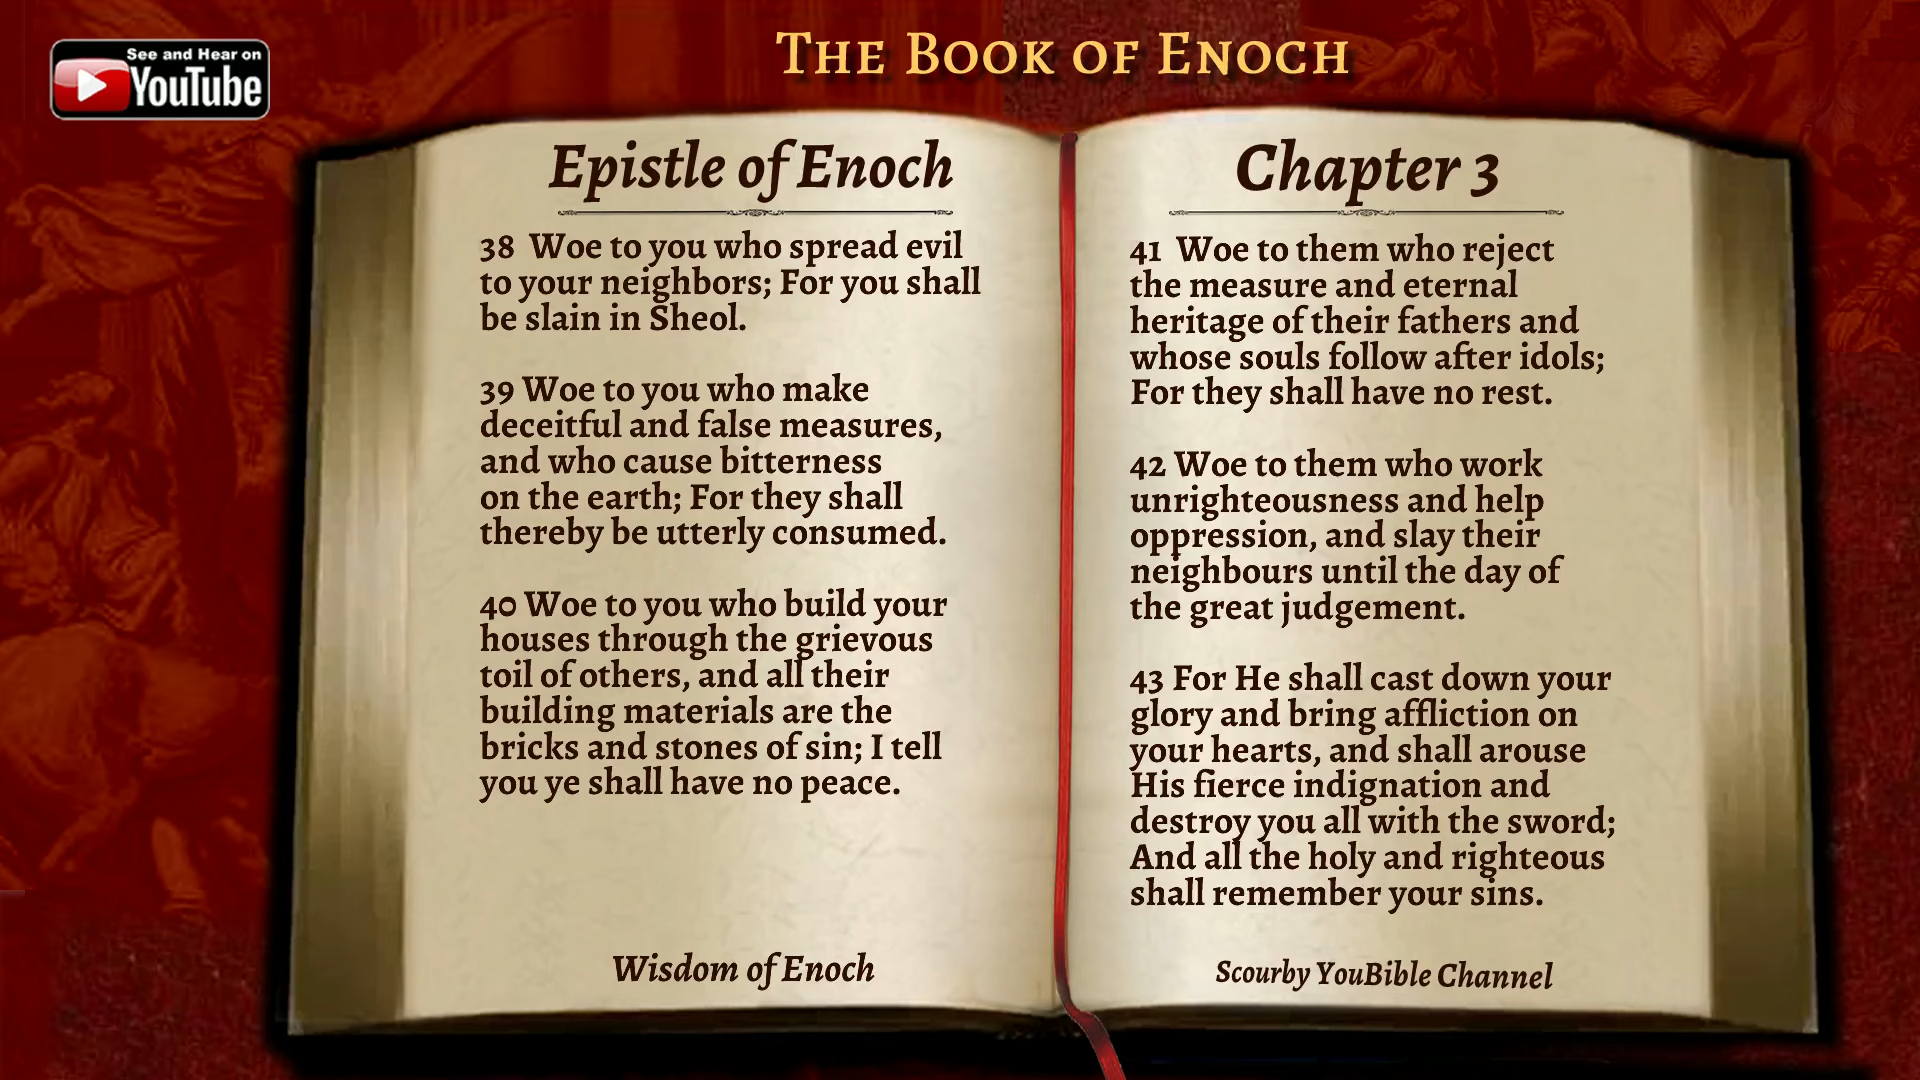 See and Hear on
YouTube
The Book of Enoch
Epistle of Enoch
38 Woe to you who spread evil
to your neighbors; For you shall
be slain in Sheol.
39 Woe to you who make
deceitful and false measures,
and who cause bitterness
on the earth; For they shall
thereby be utterly consumed.
40 Woe to you who build your
houses through the grievous
toil of others, and all their
building materials are the
bricks and stones of sin; I tell
you ye shall have no peace.
Wisdom of Enoch
Chapter 3
41 Woe to them who reject
the measure and eternal
heritage of their fathers and
whose souls follow after idols;
For they shall have no rest.
42 Woe to them who work
unrighteousness and help
oppression, and slay their
neighbours until the day of
the great judgement.
43 For He shall cast down your
glory and bring affliction on
your hearts, and shall arouse
His fierce indignation and
destroy you all with the sword;
And all the holy and righteous
shall remember your sins.
Scourby YouBible Channel